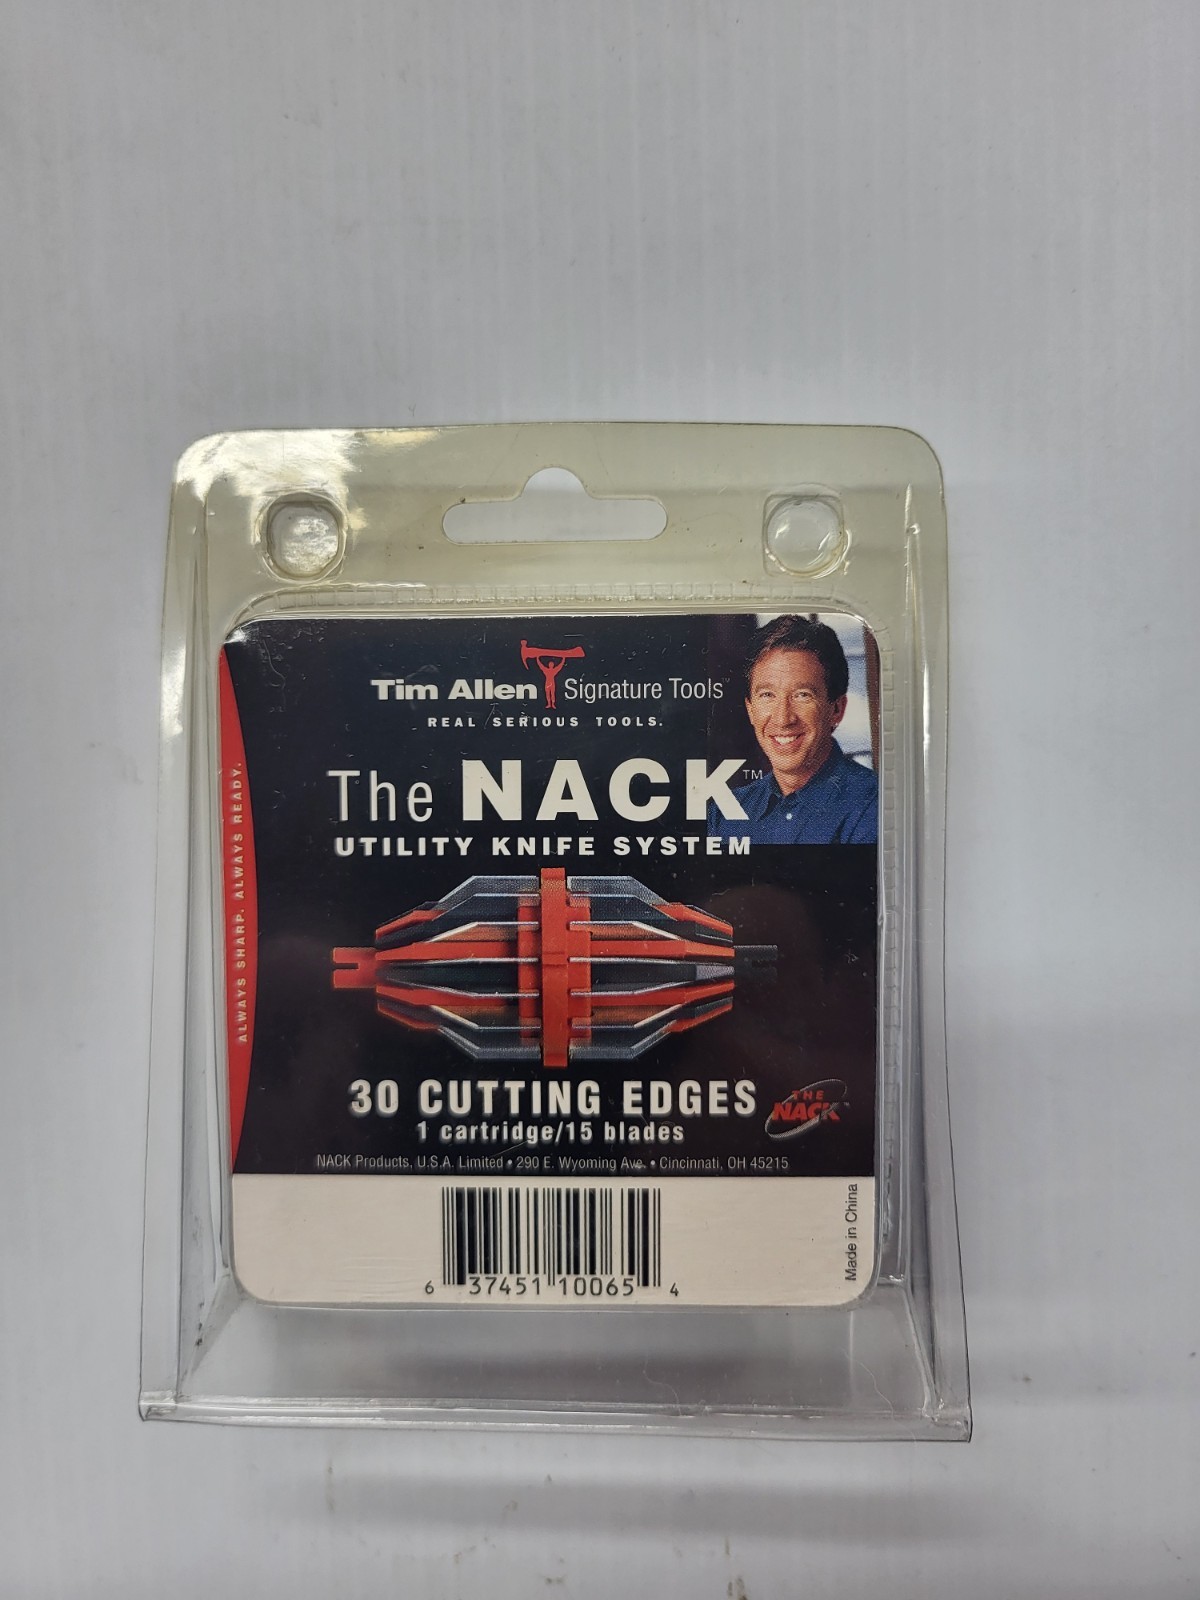 Tim Allen Signature Tools™
REAL SERIOUS TOOLS.
The NACK™
UTILITY KNIFE SYSTEM
ALWAYS SHARP. ALWAYS READY.
30 CUTTING EDGES
1 cartridge/15 blades
THE
NACK
NACK Products, U.S.A. Limited • 290 E. Wyoming Ave. • Cincinnati, OH 45215
Made in China
6 37451 10065 4